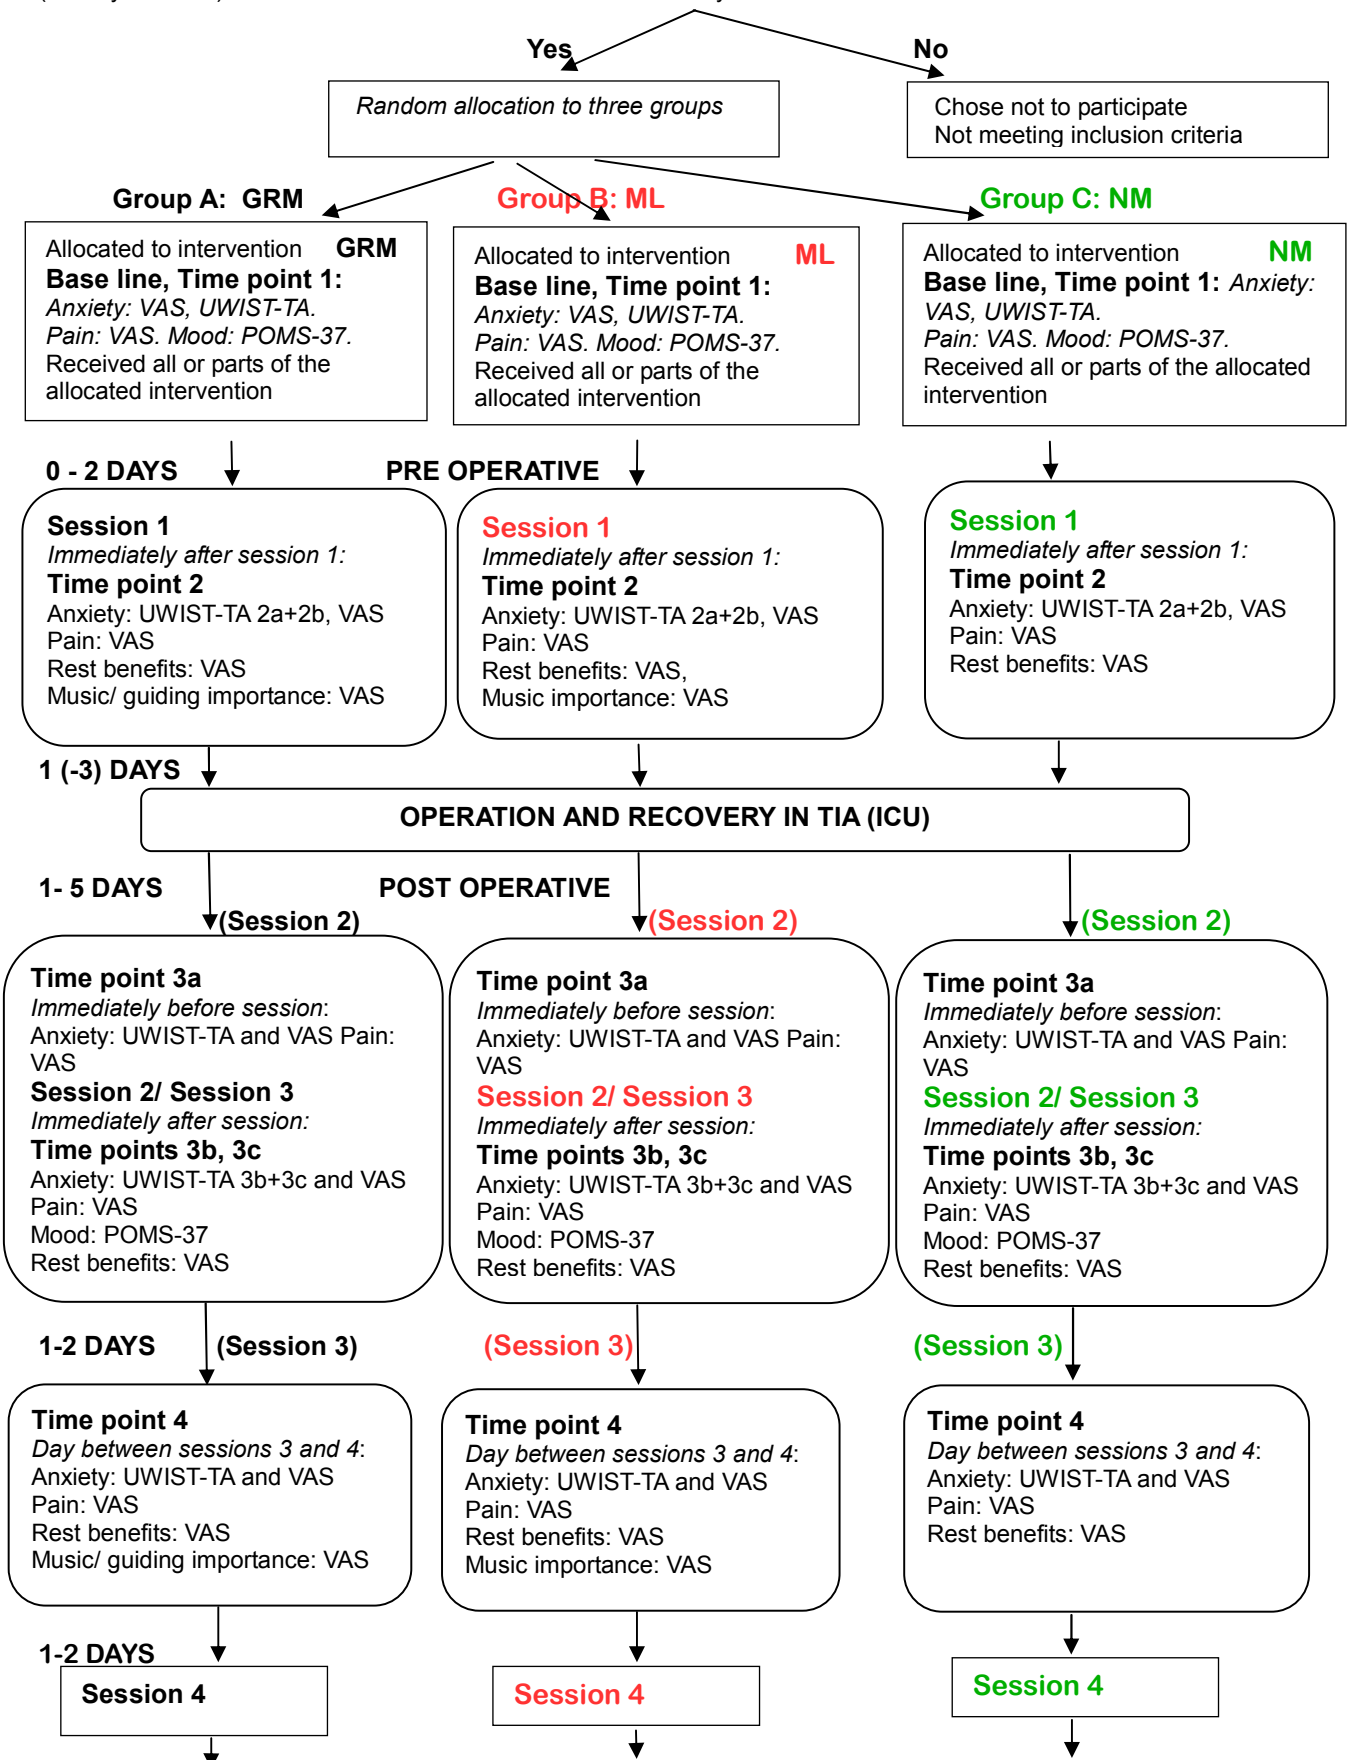 Yes
No
Random allocation to three groups
Chose not to participate
Not meeting inclusion criteria
Group A: GRM
Group B: ML
Group C: NM
Allocated to intervention GRM
Base line, Time point 1:
Anxiety: VAS, UWIST-TA.
Pain: VAS. Mood: POMS-37.
Received all or parts of the
allocated intervention
Allocated to intervention ML
Base line, Time point 1:
Anxiety: VAS, UWIST-TA.
Pain: VAS. Mood: POMS-37.
Received all or parts of the
allocated intervention
Allocated to intervention NM
Base line, Time point 1: Anxiety:
VAS, UWIST-TA.
Pain: VAS. Mood: POMS-37.
Received all or parts of the allocated
intervention
0 - 2 DAYS
PRE OPERATIVE
Session 1
Immediately after session 1:
Time point 2
Anxiety: UWIST-TA 2a+2b, VAS
Pain: VAS
Rest benefits: VAS
Music/ guiding importance: VAS
Session 1
Immediately after session 1:
Time point 2
Anxiety: UWIST-TA 2a+2b, VAS
Pain: VAS
Rest benefits: VAS,
Music importance: VAS
Session 1
Immediately after session 1:
Time point 2
Anxiety: UWIST-TA 2a+2b, VAS
Pain: VAS
Rest benefits: VAS
1 (-3) DAYS
OPERATION AND RECOVERY IN TIA (ICU)
1- 5 DAYS
POST OPERATIVE
(Session 2)
(Session 2)
(Session 2)
Time point 3a
Immediately before session:
Anxiety: UWIST-TA and VAS Pain:
VAS
Session 2/ Session 3
Immediately after session:
Time points 3b, 3c
Anxiety: UWIST-TA 3b+3c and VAS
Pain: VAS
Mood: POMS-37
Rest benefits: VAS
Time point 3a
Immediately before session:
Anxiety: UWIST-TA and VAS Pain:
VAS
Session 2/ Session 3
Immediately after session:
Time points 3b, 3c
Anxiety: UWIST-TA 3b+3c and VAS
Pain: VAS
Mood: POMS-37
Rest benefits: VAS
Time point 3a
Immediately before session:
Anxiety: UWIST-TA and VAS Pain:
VAS
Session 2/ Session 3
Immediately after session:
Time points 3b, 3c
Anxiety: UWIST-TA 3b+3c and VAS
Pain: VAS
Mood: POMS-37
Rest benefits: VAS
1-2 DAYS
(Session 3)
(Session 3)
(Session 3)
Time point 4
Day between sessions 3 and 4:
Anxiety: UWIST-TA and VAS
Pain: VAS
Rest benefits: VAS
Music/ guiding importance: VAS
Time point 4
Day between sessions 3 and 4:
Anxiety: UWIST-TA and VAS
Pain: VAS
Rest benefits: VAS
Music importance: VAS
Time point 4
Day between sessions 3 and 4:
Anxiety: UWIST-TA and VAS
Pain: VAS
Rest benefits: VAS
1-2 DAYS
Session 4
Session 4
Session 4